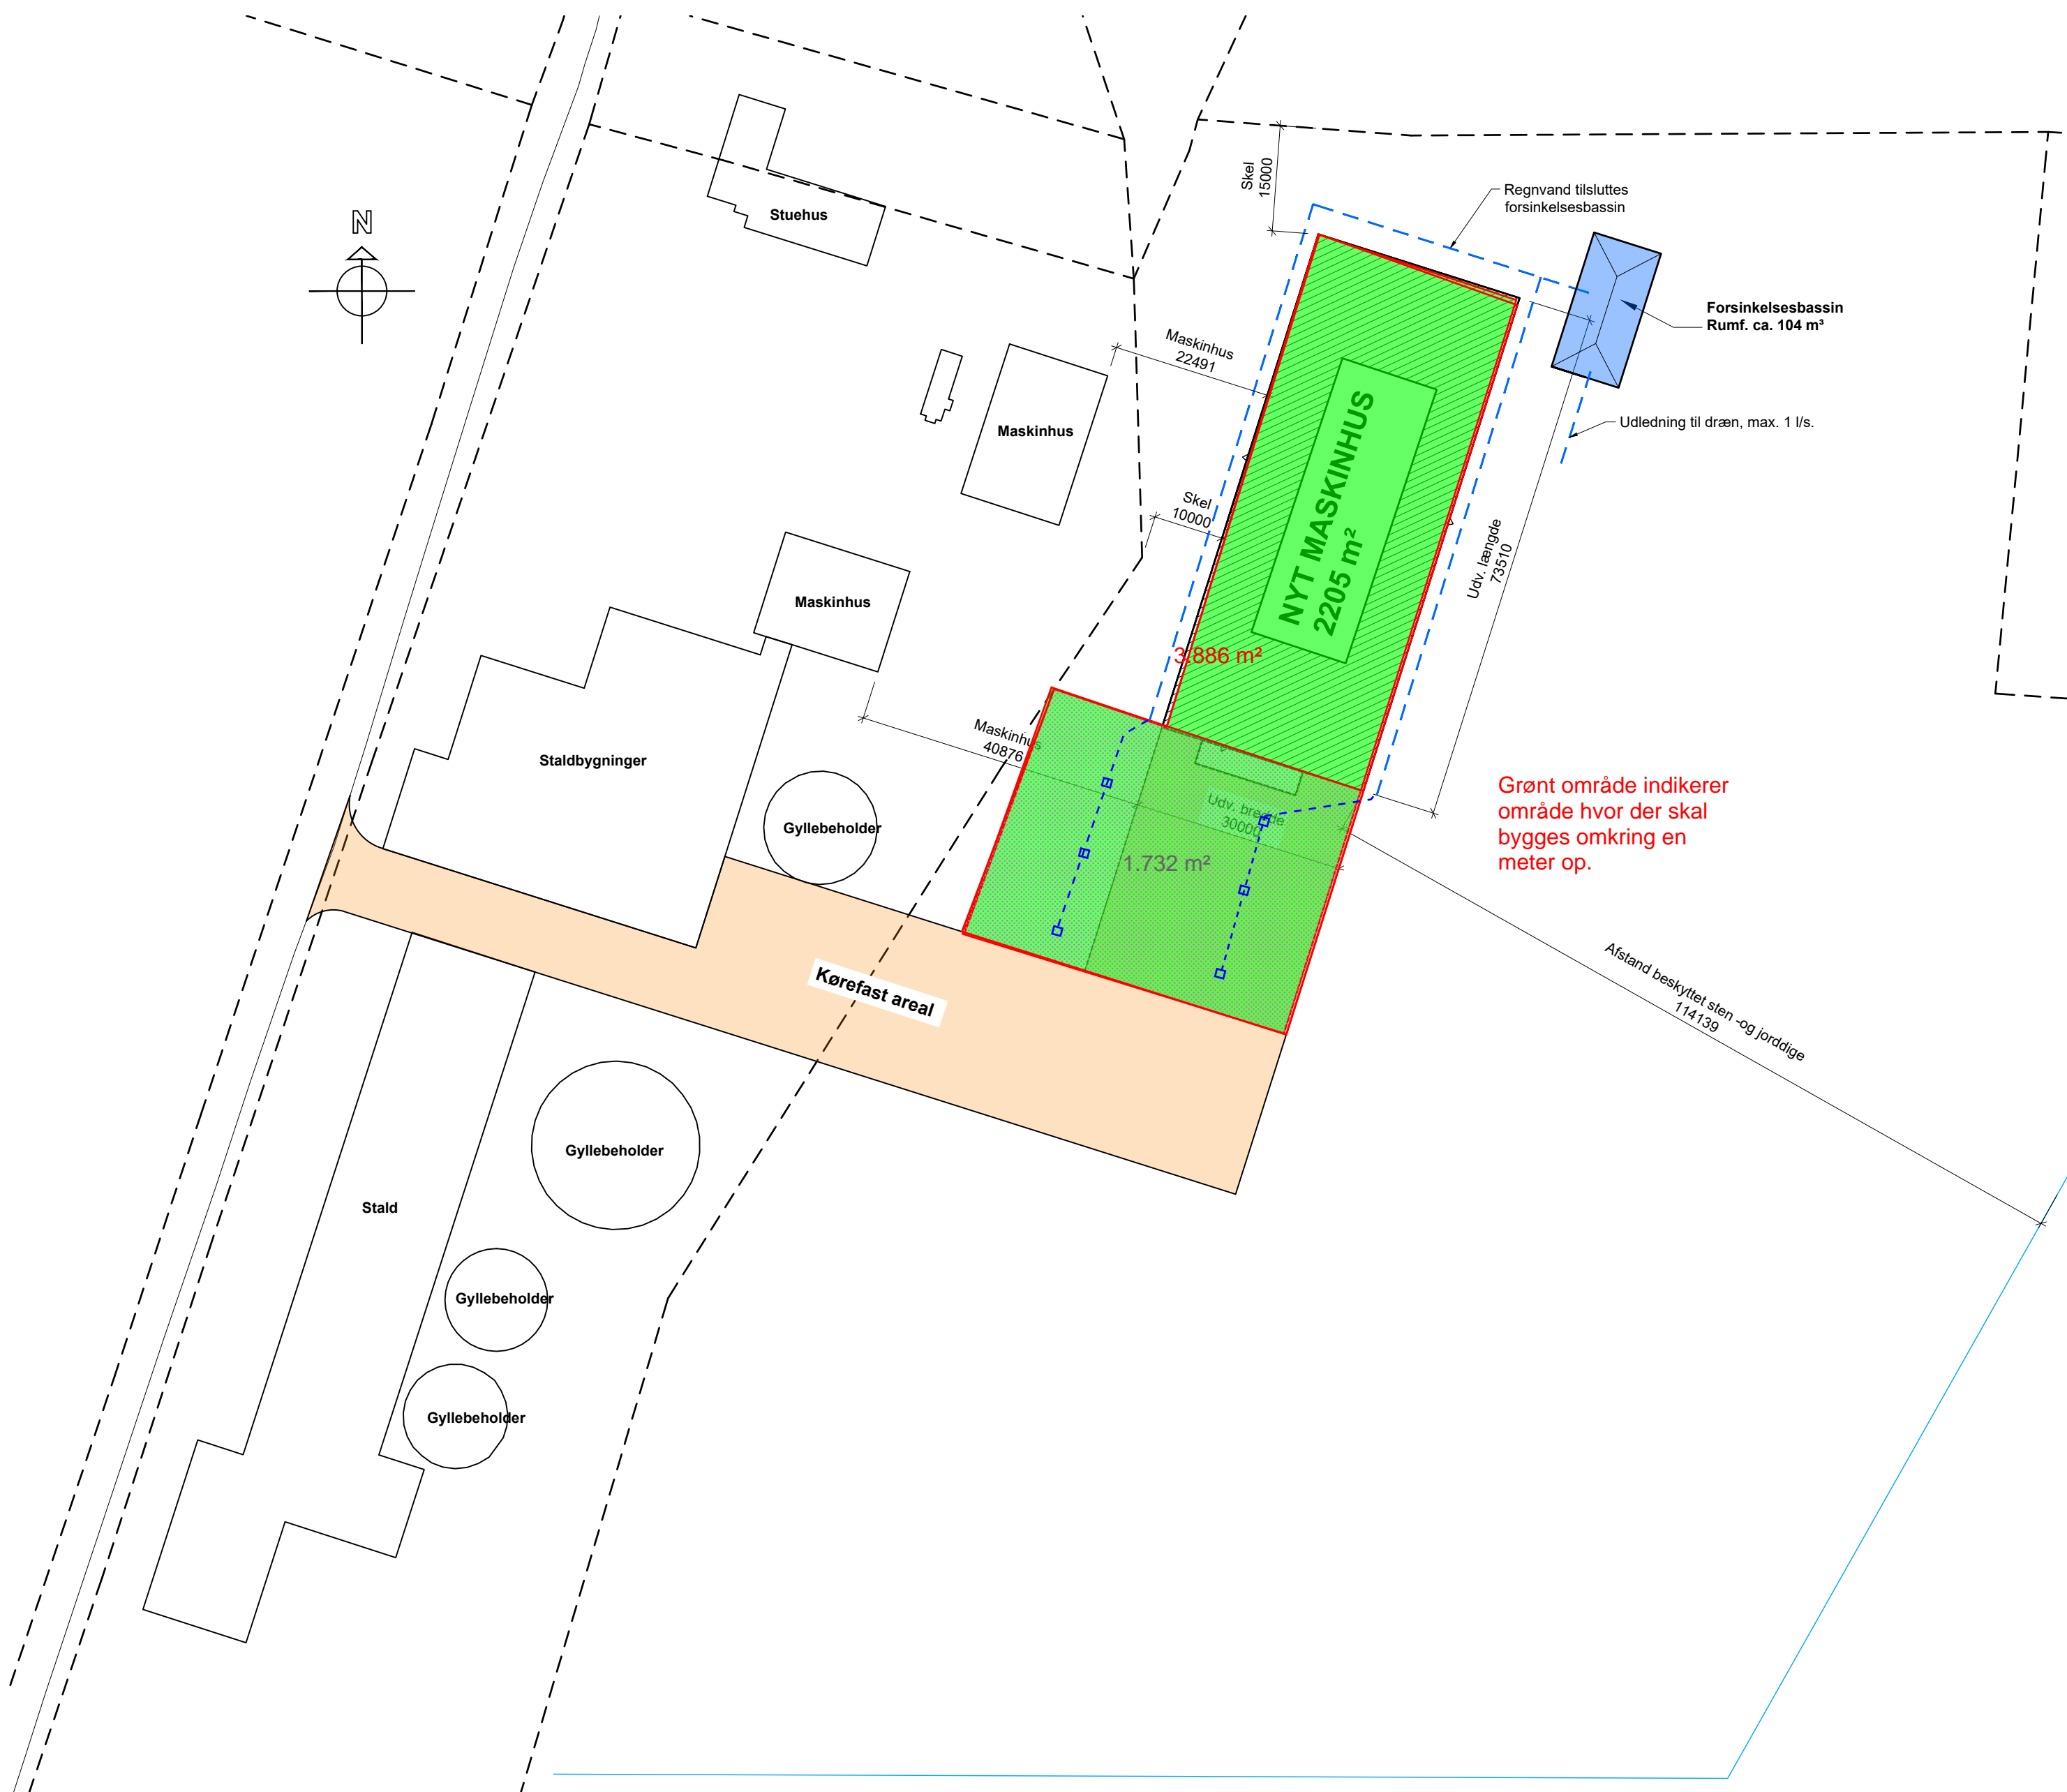 N
Stuehus
Skel
15000
Regnvand tilsluttes
forsinkelsesbassin
Forsinkelsesbassin
Rumf. ca. 104 m³
Udledning til dræn, max. 1 l/s.
Maskinhus
22491
Maskinhus
Skel
10000
NYT MASKINHUS
2205 m²
Udv. længde
73510
Maskinhus
3.886 m²
Maskinhus
40876
Staldbygninger
Gyllebeholder
Udv. bredde
30000
1.732 m²
Grønt område indikerer
område hvor der skal
bygges omkring en
meter op.
Kørefast areal
Afstand beskyttet sten -og jorddige
114139
Gyllebeholder
Stald
Gyllebeholder
Gyllebeholder